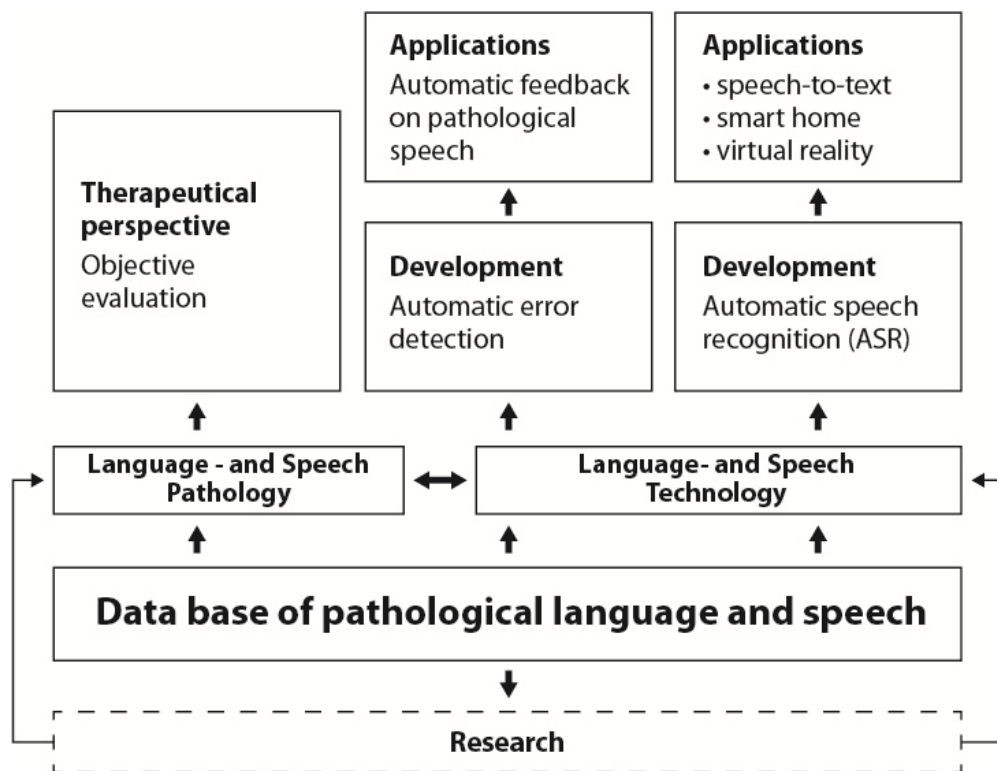 Applications
Automatic feedback
on pathological
speech
Applications
• speech-to-text
• smart home
• virtual reality
Therapeutical
perspective
Objective
evaluation
Development
Automatic error
detection
Development
Automatic speech
recognition (ASR)
Language - and Speech
Pathology
Language- and Speech
Technology
Data base of pathological language and speech
Research